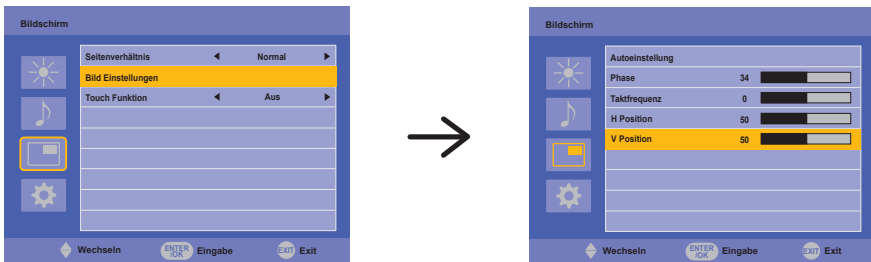 Bildschirm
Seitenverhältnis Normal
Bild Einstellungen
Touch Funktion Aus
Wechseln ENTER /OK Eingabe EXIT Exit
Bildschirm
Autoeinstellung
Phase 34
Taktfrequenz 0
H Position 50
V Position 50
Wechseln ENTER /OK Eingabe EXIT Exit